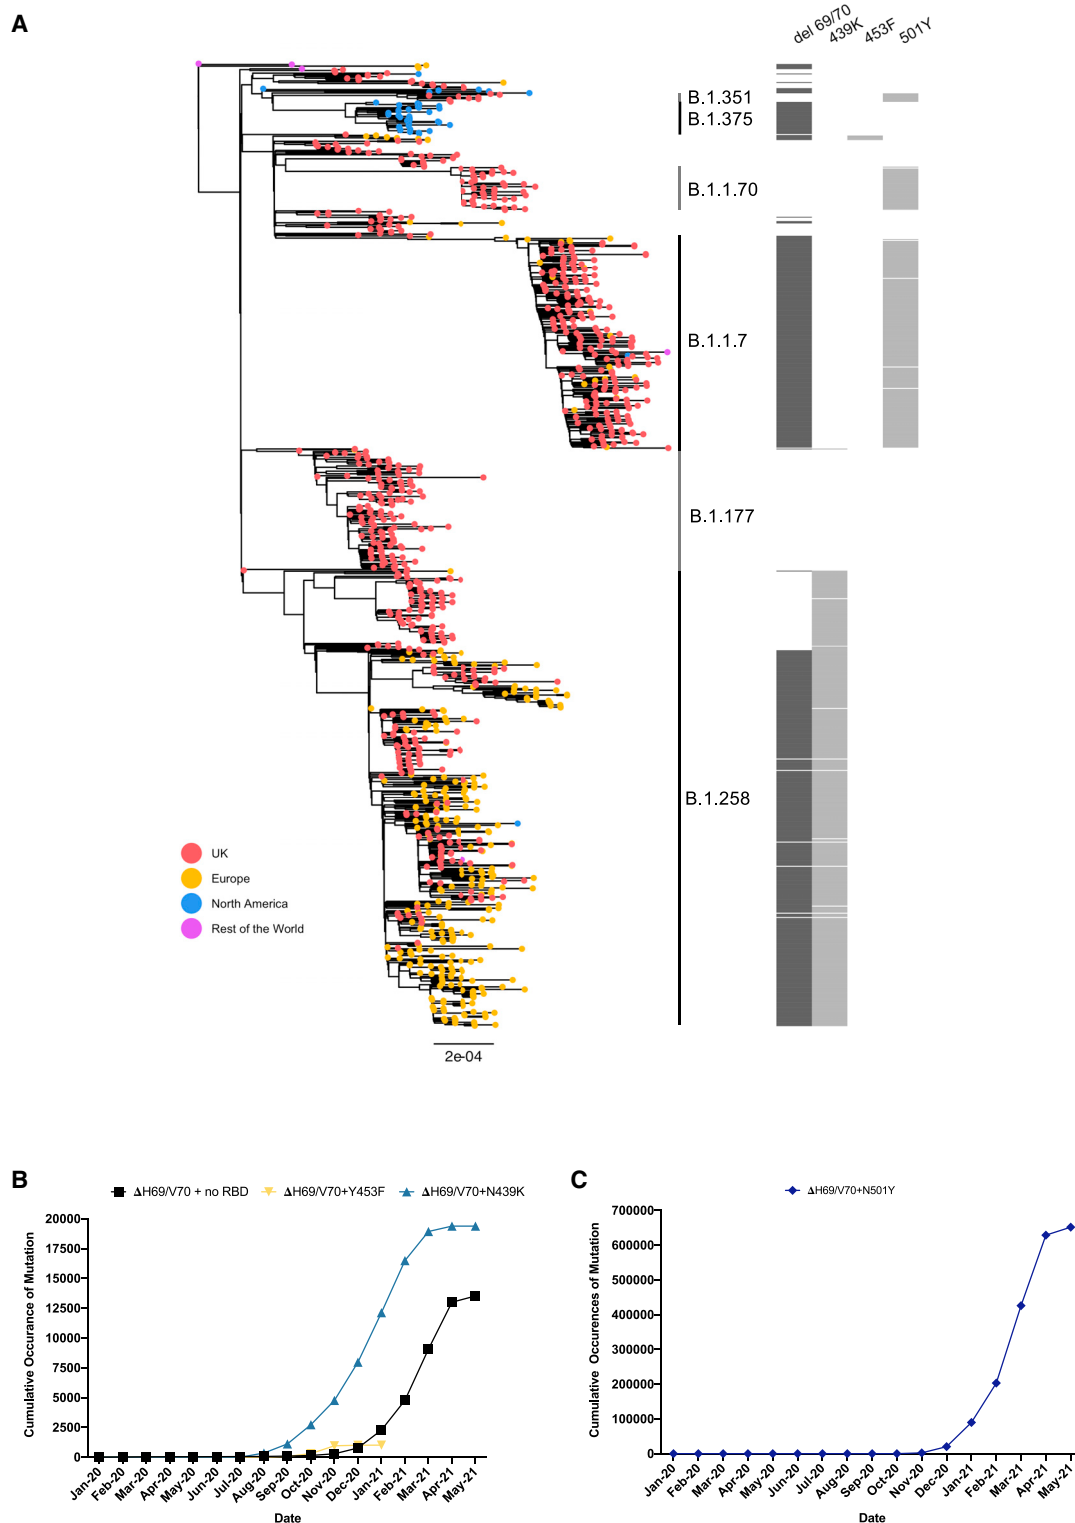 A
del 69/70
439K
453F
501Y
B.1.351
B.1.375
B.1.1.70
B.1.1.7
B.1.177
B.1.258
UK
Europe
North America
Rest of the World
2e-04
B
ΔH69/V70 + no RBD
ΔH69/V70+Y453F
ΔH69/V70+N439K
Cumulative Occurance of Mutation
20000
17500
15000
12500
10000
7500
5000
2500
0
Jan-20
Feb-20
Mar-20
Apr-20
May-20
Jun-20
Jul-20
Aug-20
Sep-20
Oct-20
Nov-20
Dec-20
Jan-21
Feb-21
Mar-21
Apr-21
May-21
Date
C
ΔH69/V70+N501Y
Cumulative Occurences of Mutation
700000
600000
500000
400000
300000
200000
100000
0
Jan-20
Feb-20
Mar-20
Apr-20
May-20
Jun-20
Jul-20
Aug-20
Sep-20
Oct-20
Nov-20
Dec-20
Jan-21
Feb-21
Mar-21
Apr-21
May-21
Date